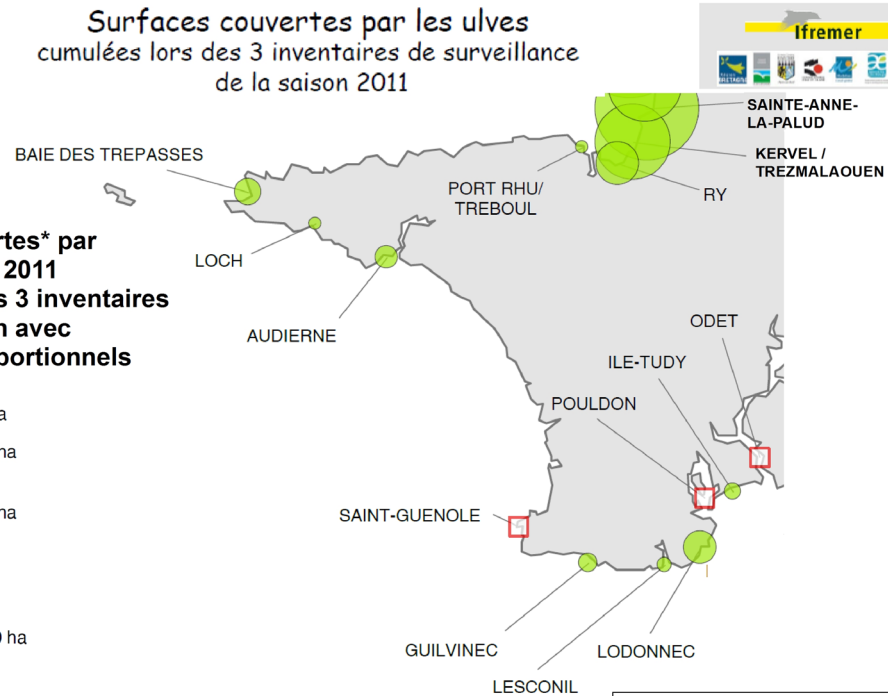 Surfaces couvertes par les ulves
cumulées lors des 3 inventaires de surveillance
de la saison 2011
Ifremer
BRETAGNE
SAINTE-ANNE-
LA-PALUD
KERVEL /
TREZMALAOUEN
RY
PORT RHU/
TREBOUL
BAIE DES TREPASSES
LOCH
AUDIERNE
rtes* par
2011
s 3 inventaires
n avec
portionnels
a
ha
ha
ha
ODET
ILE-TUDY
POULDON
SAINT-GUENOLE
GUILVINEC
LODONNEC
LESCONIL